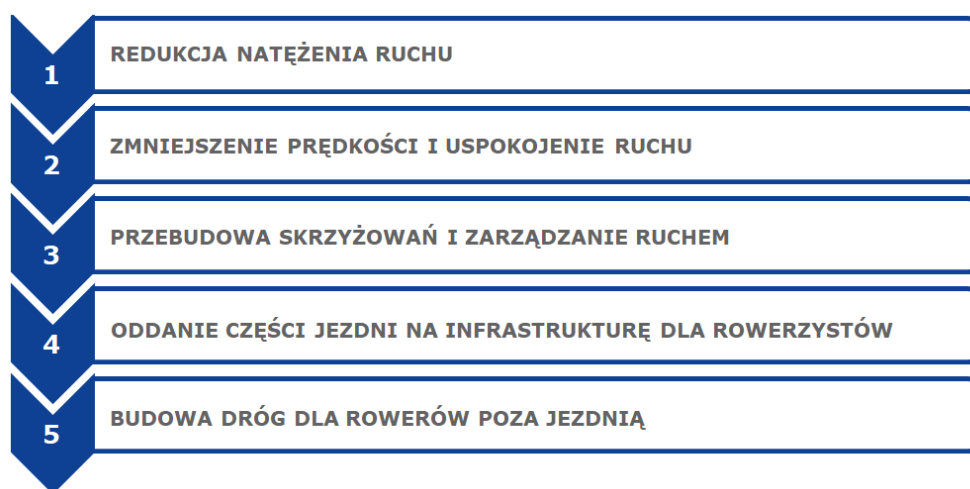 1
REDUKCJA NATĘŻENIA RUCHU
2
ZMNIEJSZENIE PRĘDKOŚCI I USPOKOJENIE RUCHU
3
PRZEBUDOWA SKRZYŻOWAŃ I ZARZĄDZANIE RUCHEM
4
ODDANIE CZĘŚCI JEZDNI NA INFRASTRUKTURĘ DLA ROWERZYSTÓW
5
BUDOWA DRÓG DLA ROWERÓW POZA JEZDNIĄ